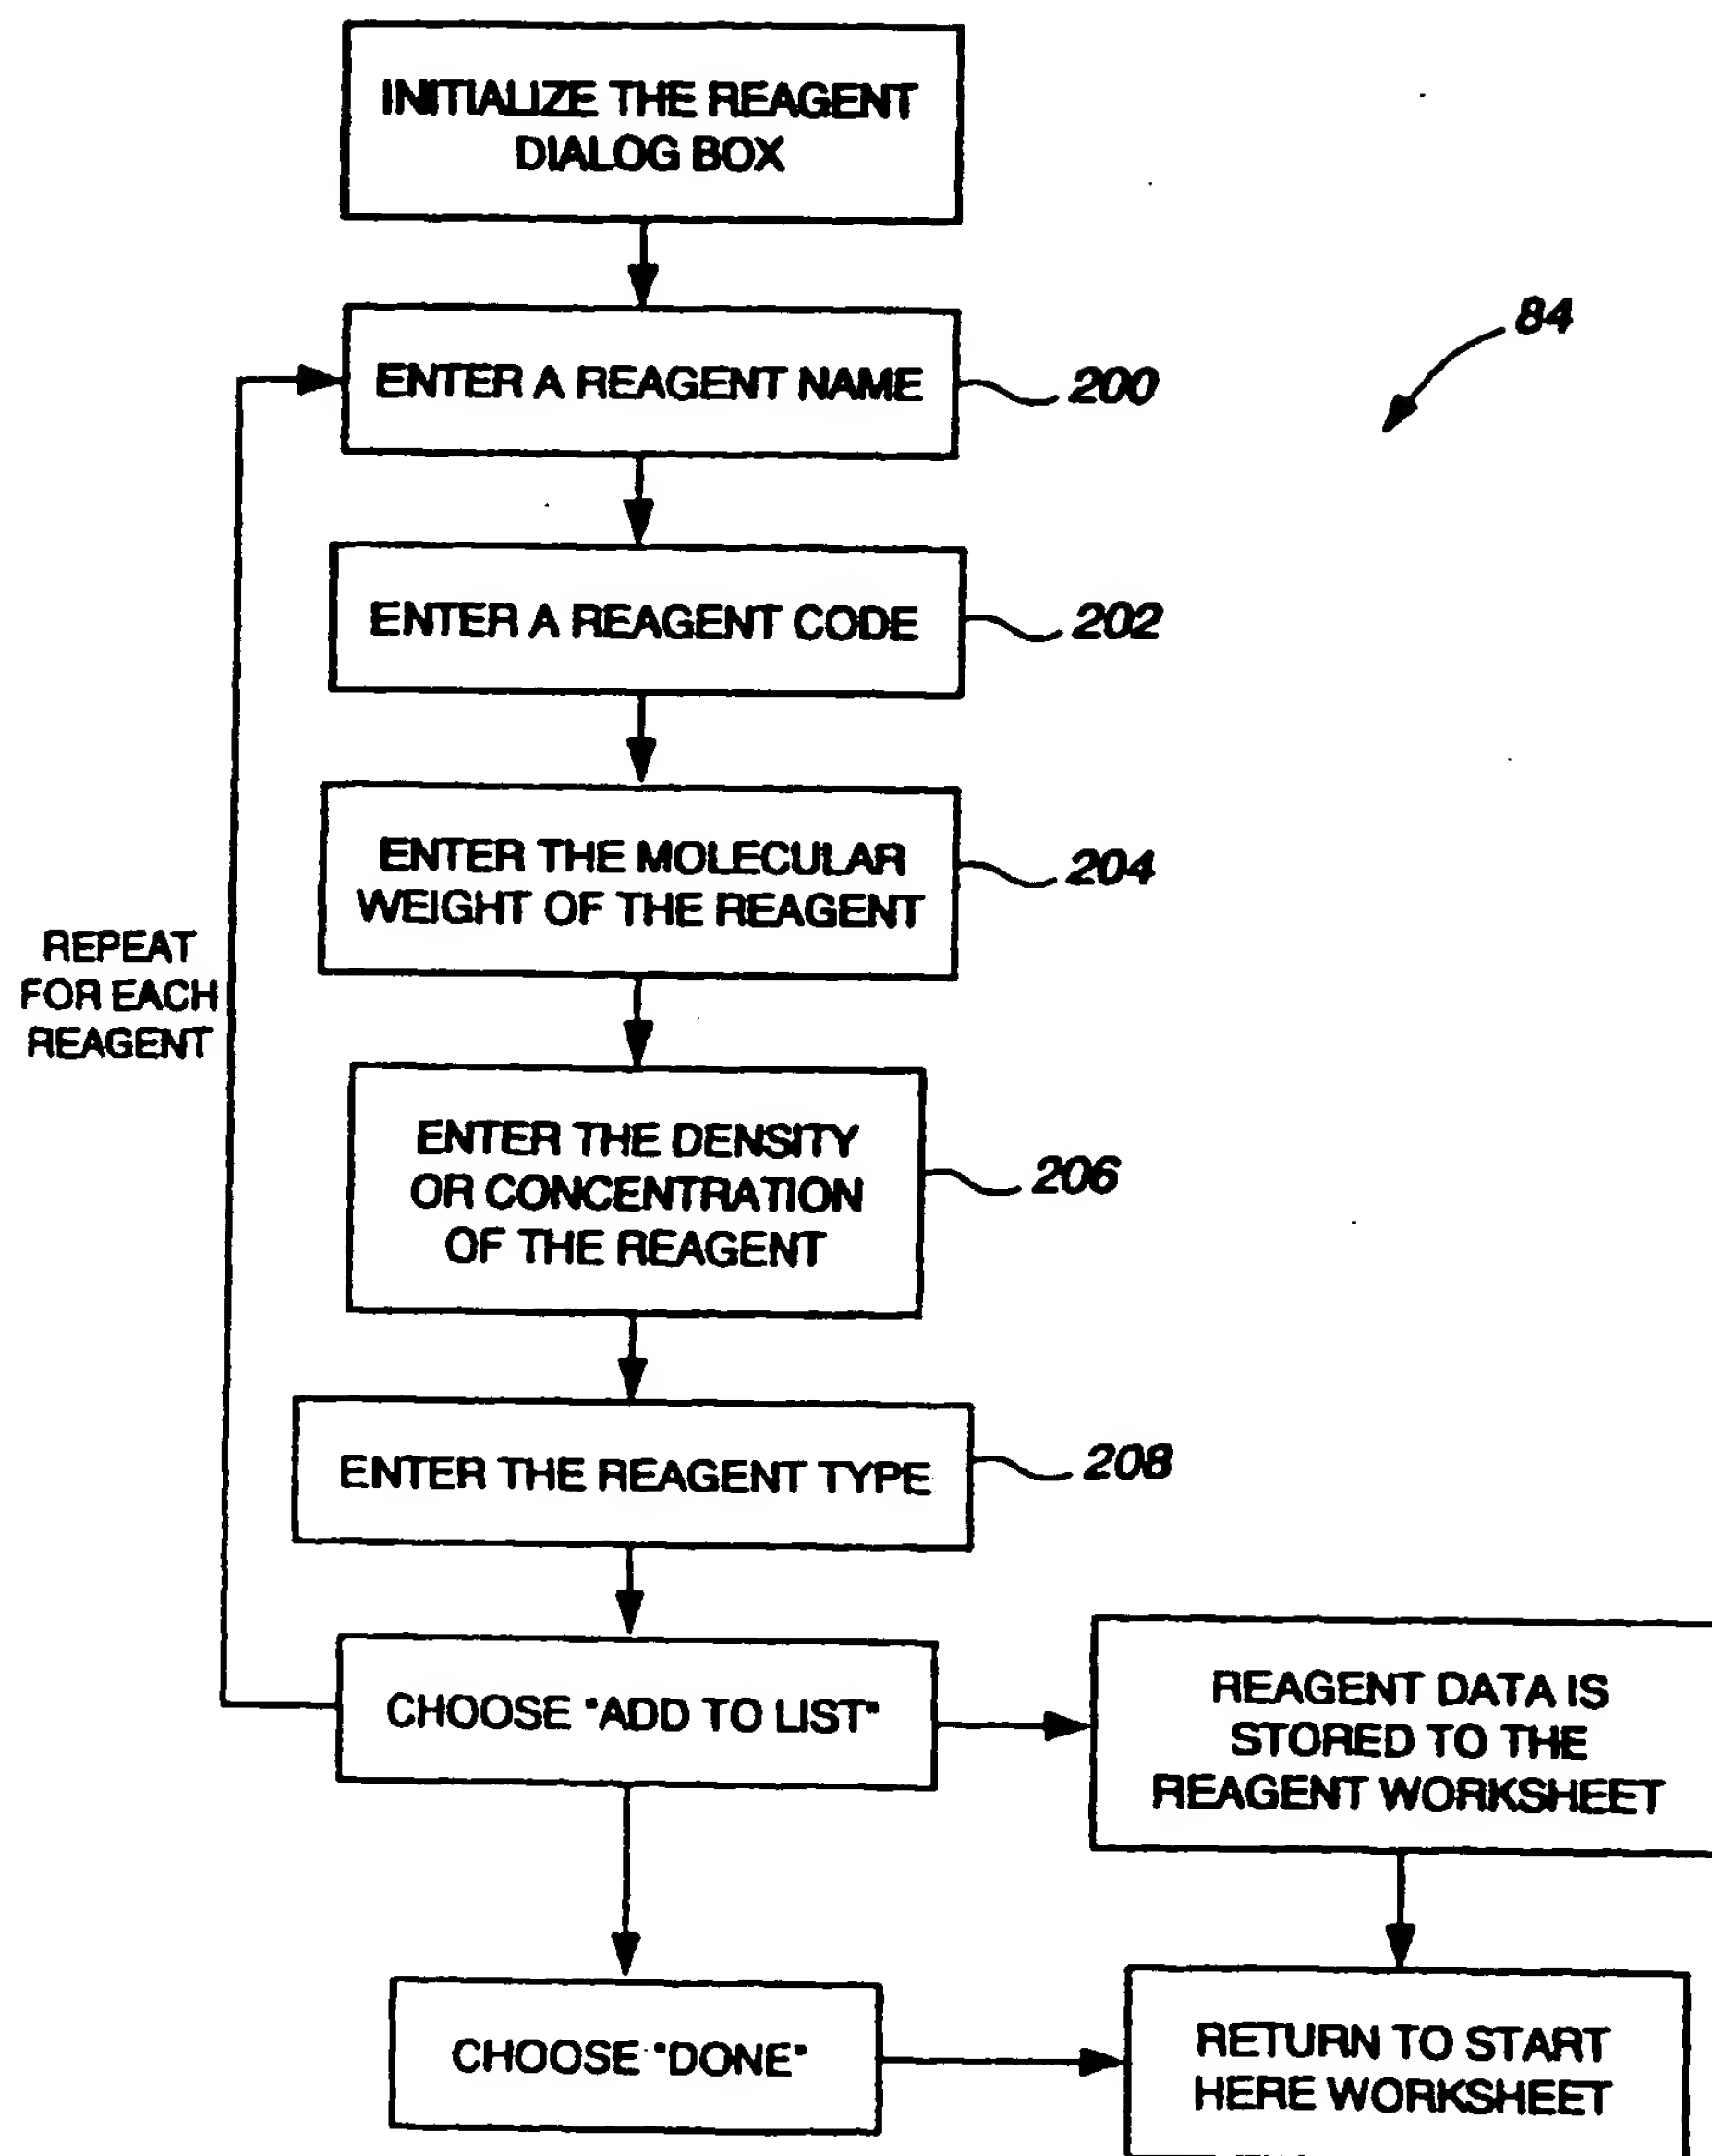 INITIALIZE THE REAGENT
DIALOG BOX
84
ENTER A REAGENT NAME
200
ENTER A REAGENT CODE
202
ENTER THE MOLECULAR
WEIGHT OF THE REAGENT
204
REPEAT
FOR EACH
REAGENT
ENTER THE DENSITY
OR CONCENTRATION
OF THE REAGENT
206
ENTER THE REAGENT TYPE
208
CHOOSE "ADD TO LIST"
REAGENT DATA IS
STORED TO THE
REAGENT WORKSHEET
CHOOSE "DONE"
RETURN TO START
HERE WORKSHEET